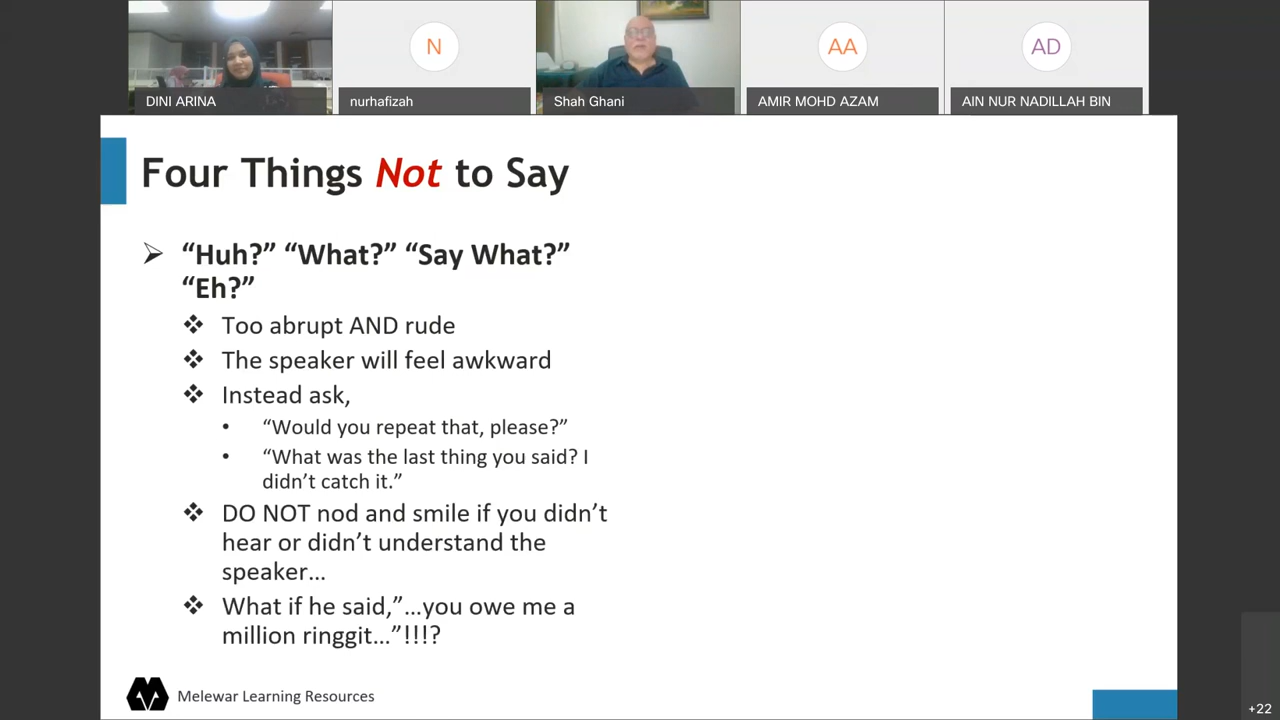 N
AA
AD
DINI ARINA
nurhafizah
Shah Ghani
AMIR MOHD AZAM
AIN NUR NADILLAH BIN
Four Things Not to Say
“Huh?” “What?” “Say What?”
“Eh?”
Too abrupt AND rude
The speaker will feel awkward
Instead ask,
“Would you repeat that, please?”
“What was the last thing you said? I
didn’t catch it.”
DO NOT nod and smile if you didn’t
hear or didn’t understand the
speaker…
What if he said,”…you owe me a
million ringgit…”!!!?
Melewar Learning Resources
+22